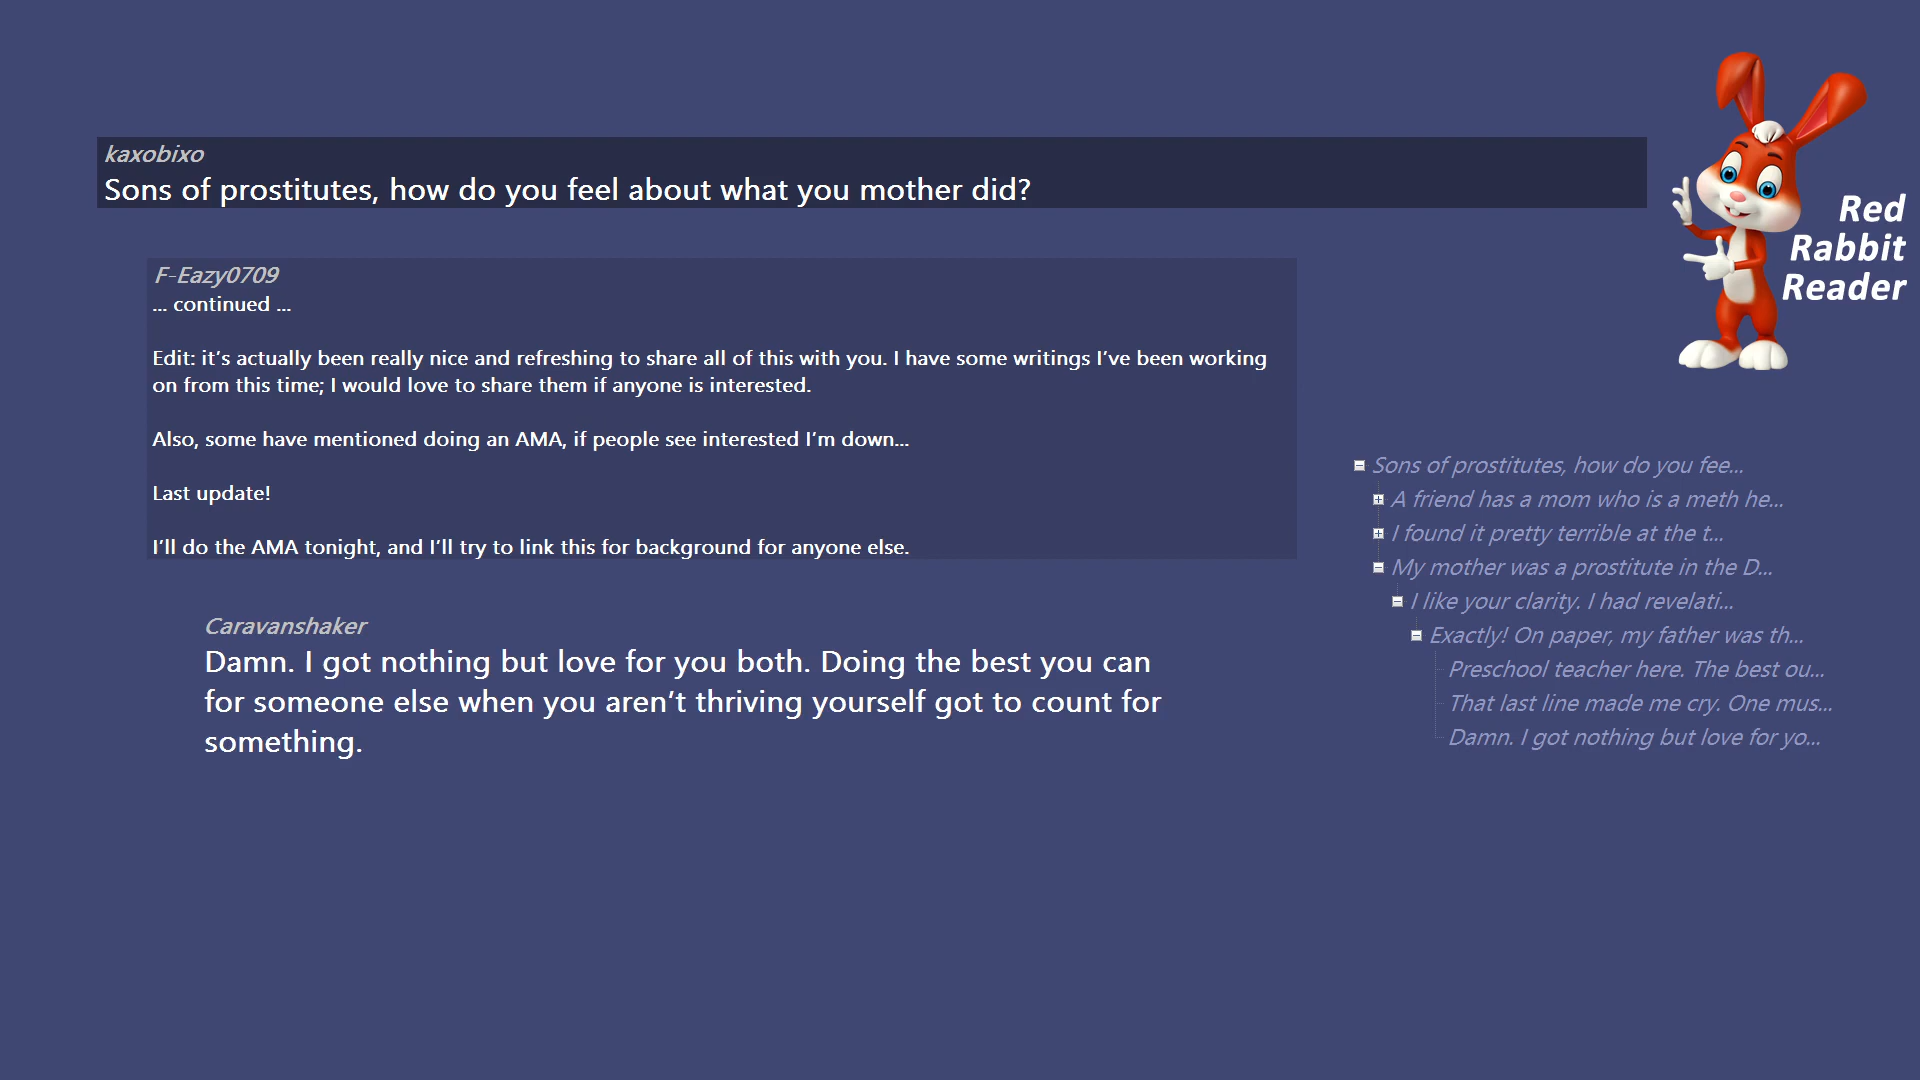 kaxobixo
Sons of prostitutes, how do you feel about what you mother did?
F-Eazy0709
... continued ...
Edit: it’s actually been really nice and refreshing to share all of this with you. I have some writings I’ve been working
on from this time; I would love to share them if anyone is interested.
Also, some have mentioned doing an AMA, if people see interested I’m down...
Last update!
I’ll do the AMA tonight, and I’ll try to link this for background for anyone else.
Caravanshaker
Damn. I got nothing but love for you both. Doing the best you can
for someone else when you aren’t thriving yourself got to count for
something.
Red
Rabbit
Reader
Sons of prostitutes, how do you fee...
A friend has a mom who is a meth he...
I found it pretty terrible at the t...
My mother was a prostitute in the D...
I like your clarity. I had revelati...
Exactly! On paper, my father was th...
Preschool teacher here. The best ou...
That last line made me cry. One mus...
Damn. I got nothing but love for yo...